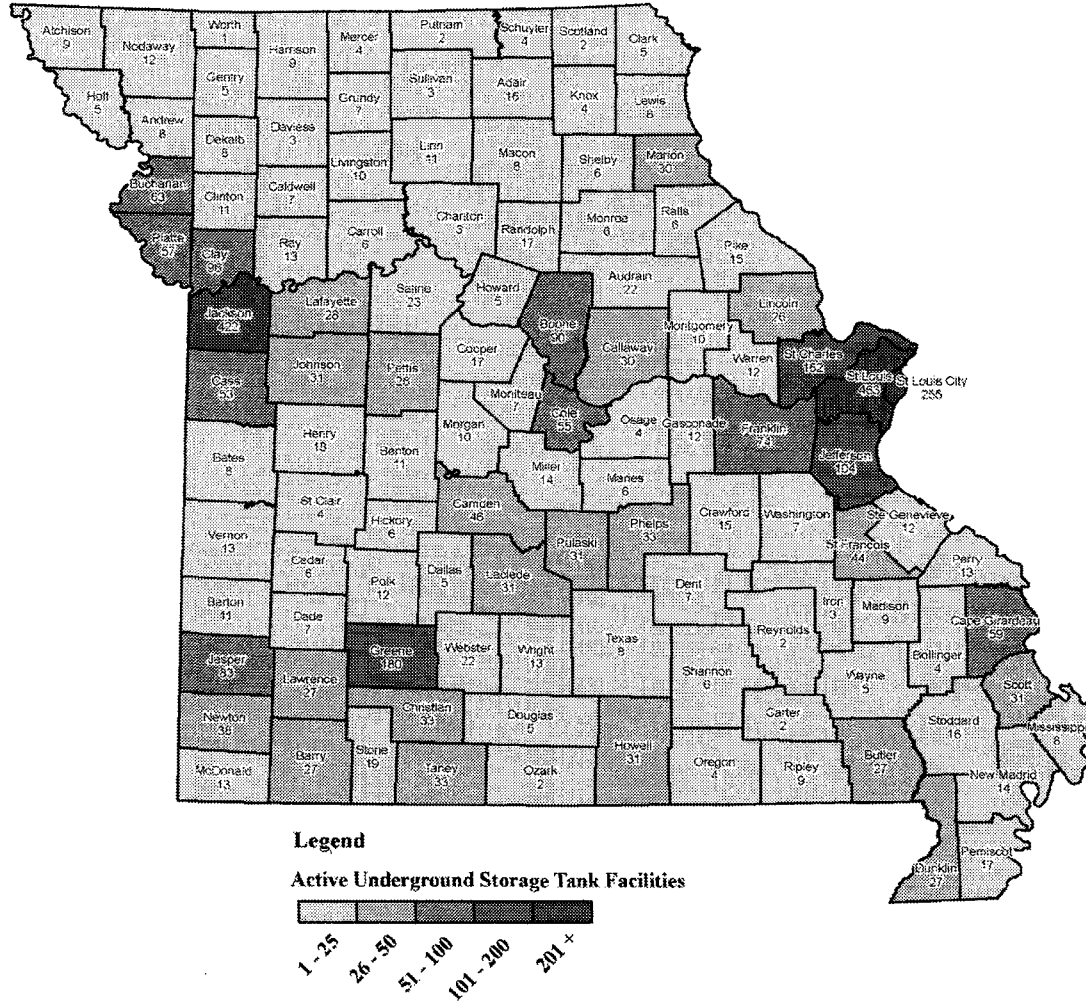 Atchison
9
Nodaway
12
Worth
1
Harrison
9
Mercer
4
Putnam
2
Schuyler
4
Scotland
2
Clark
5
Holt
5
Andrew
8
Gentry
5
Dekalb
6
Daviess
3
Grundy
7
Sullivan
3
Adair
16
Knox
4
Lewis
8
Buchanan
63
Clinton
11
Caldwell
7
Livingston
10
Linn
11
Macon
8
Shelby
6
Marion
30
Platte
57
Clay
96
Ray
13
Carroll
6
Chariton
3
Randolph
17
Monroe
6
Ralls
6
Pike
15
Jackson
422
Lafayette
28
Saline
23
Howard
5
Boone
90
Audrain
22
Callaway
30
Montgomery
10
Lincoln
26
Warren
12
St Charles
162
St Louis
463
St Louis City
255
Cass
53
Johnson
31
Pettis
26
Cooper
17
Moniteau
7
Cole
55
Osage
4
Gasconade
12
Franklin
74
Jefferson
104
Bates
8
Henry
18
Benton
11
Morgan
10
Miller
14
Maries
6
Vernon
13
St Clair
4
Hickory
6
Camden
46
Pulaski
31
Phelps
33
Crawford
15
Washington
7
Ste Genevieve
12
St Francois
44
Perry
13
Barton
11
Cedar
6
Polk
12
Dallas
5
Laclede
31
Dent
7
Iron
3
Madison
9
Cape Girardeau
59
Jasper
83
Dade
7
Greene
180
Webster
22
Wright
13
Texas
8
Shannon
6
Reynolds
2
Wayne
5
Bollinger
4
Scott
31
Newton
36
Lawrence
27
Christian
33
Douglas
5
Howell
31
Carter
2
Stoddard
16
Mississippi
8
McDonald
13
Barry
27
Stone
19
Taney
33
Ozark
2
Oregon
4
Ripley
9
Butler
27
New Madrid
14
Dunklin
27
Pemiscot
17
Legend
Active Underground Storage Tank Facilities
1 - 25
26 - 50
51 - 100
101 - 200
201 +